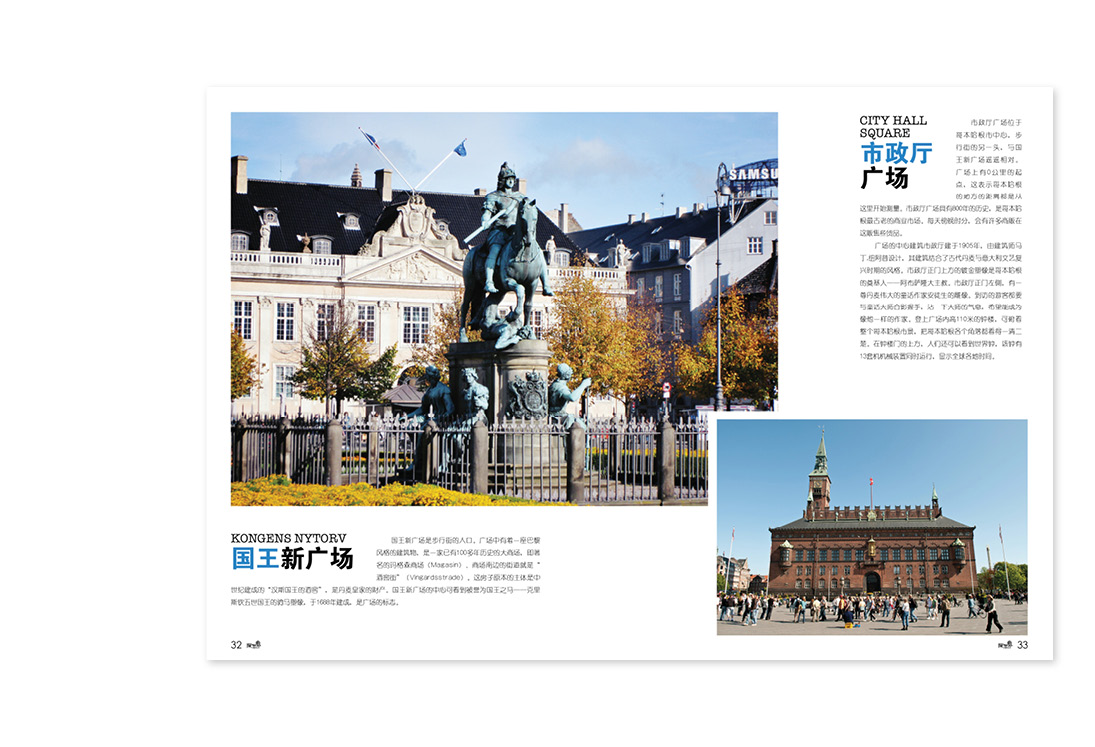 SAMSU
CITY HALL
SQUARE
市政厅
广场
市政厅广场位于
哥本哈根市中心，步
行街的另一头，与国
王新广场遥遥相对。
广场上有0公里的起
点，这表示哥本哈根
的地方的距离都是从
这里开始测量。市政厅广场具有800年的历史，是哥本哈
根最古老的商业市场。每天傍晚时分，会有许多商贩在
这贩售货品。
广场的中心建筑市政厅建于1905年，由建筑师马
丁.纽阿普设计，其建筑结合了古代丹麦与意大利文艺复
兴时期的风格。市政厅正门上方的镀金塑像是哥本哈根
的奠基人——阿布萨隆大主教。市政厅正门左侧，有一
尊丹麦伟大的童话作家安徒生的雕像，到访的游客都要
与童话大师合影握手，沾一下大师的气息，希望能成为
像他一样的作家。登上广场内高110米的钟楼，可俯看
整个哥本哈根市景，把哥本哈根各个角落都看得一清二
楚。在钟楼门的上方，人们还可以看到世界钟，该钟有
10套机机械装置同时运行，显示全球各地时间。
KONGENS NYTORV
国王新广场
国王新广场是步行街的入口，广场中有着一座巴黎
风格的建筑物，是一家已有100多年历史的大商场，即著
名的玛格森商场（Magasin）。商场南边的街道就是“
酒窖街”（Vingårdsstrade）。这房子原本的主体是中
世纪建成的“汉斯国王的酒窖”，是丹麦皇家的财产。国王新广场的中心可看到被誉为国王之马——克里
斯钦五世国王的骑马塑像，于1688年建成，是广场的标志。
32
33